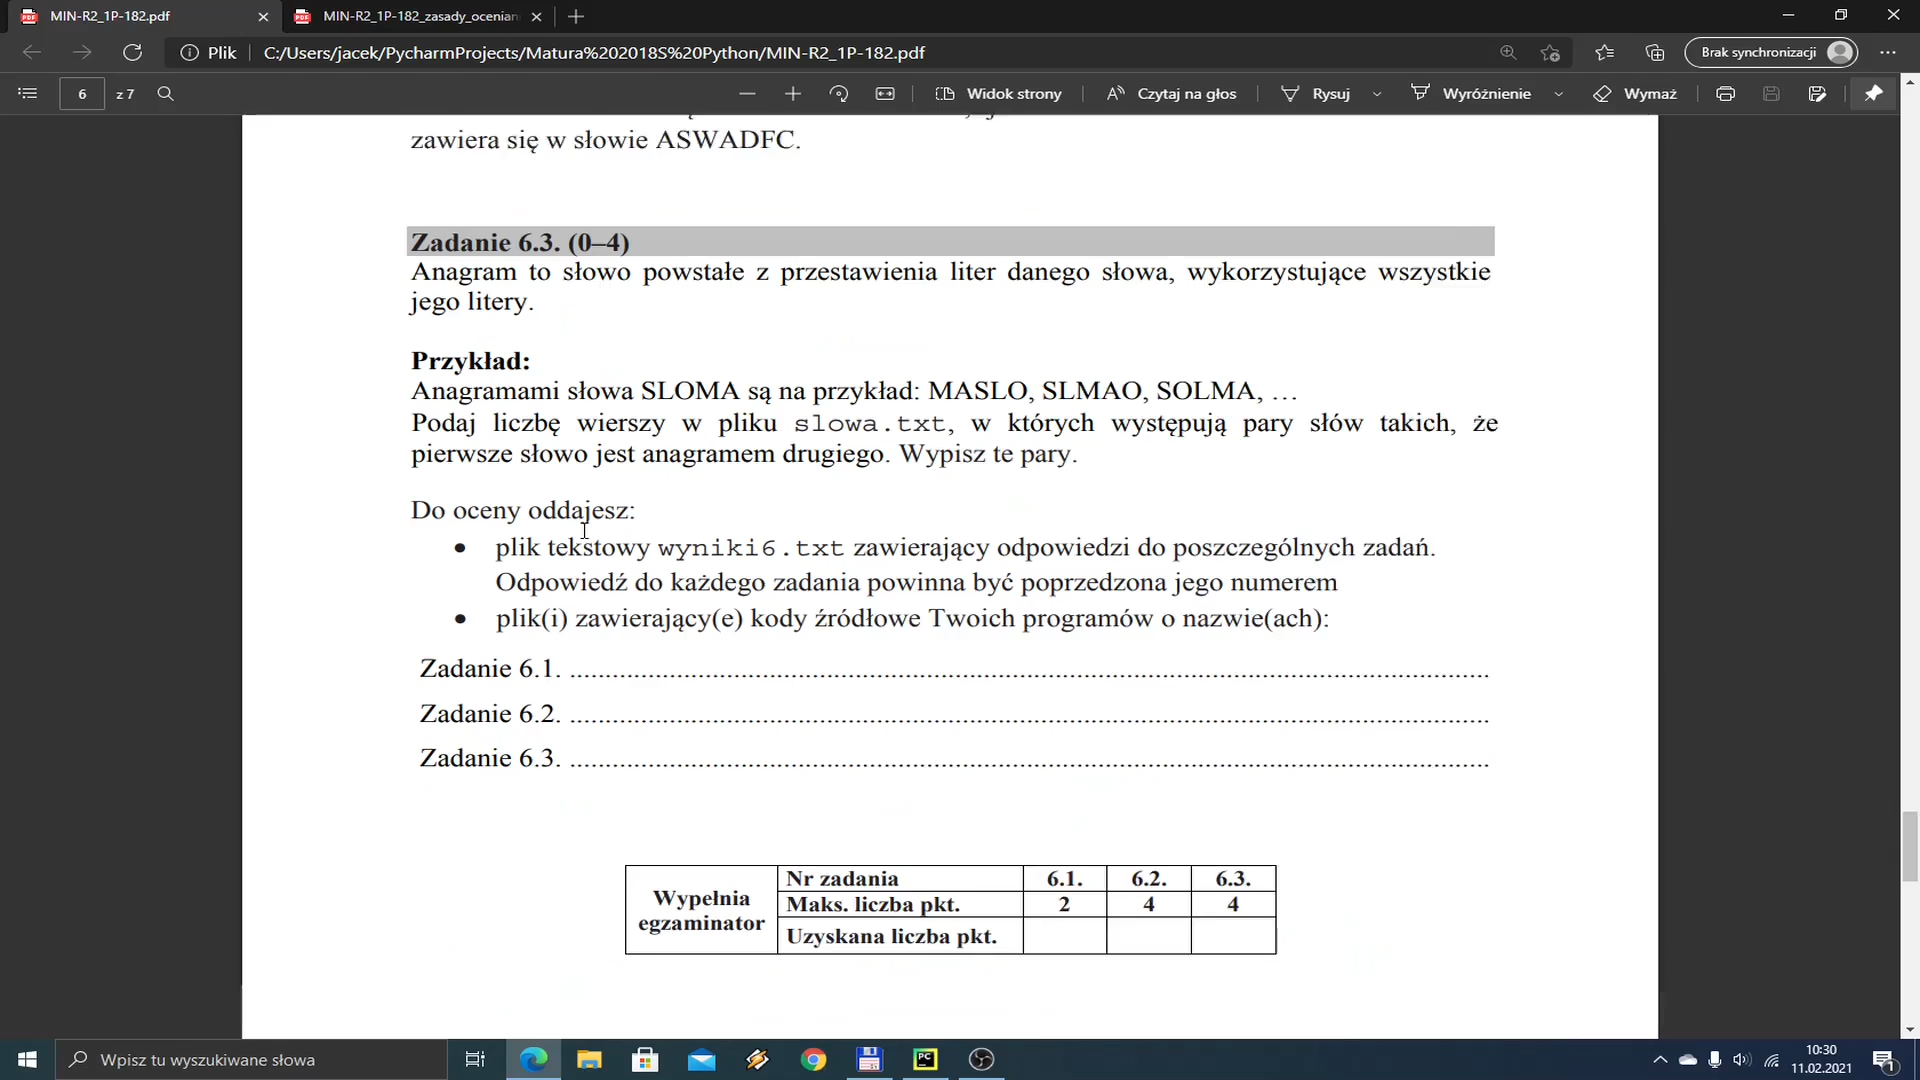 MIN-R2_1P-182.pdf
MIN-R2_1P-182_zasady_ocenian
Plik
C:/Users/jacek/PycharmProjects/Matura%202018S%20Python/MIN-R2_1P-182.pdf
Brak synchronizacji
6
z 7
Widok strony
Czytaj na głos
Rysuj
Wyróżnienie
Wymaż
zawiera się w słowie ASWADFC.
Zadanie 6.3. (0–4)
Anagram to słowo powstałe z przestawienia liter danego słowa, wykorzystujące wszystkie
jego litery.
Przykład:
Anagramami słowa SLOMA są na przykład: MASLO, SLMAO, SOLMA, …
Podaj liczbę wierszy w pliku slowa.txt, w których występują pary słów takich, że
pierwsze słowo jest anagramem drugiego. Wypisz te pary.
Do oceny oddajesz:
• plik tekstowy wyniki6.txt zawierający odpowiedzi do poszczególnych zadań.
Odpowiedź do każdego zadania powinna być poprzedzona jego numerem
• plik(i) zawierający(e) kody źródłowe Twoich programów o nazwie(ach):
Zadanie 6.1. ....................................................................................................
Zadanie 6.2. ....................................................................................................
Zadanie 6.3. ....................................................................................................
Wypełnia
egzaminator
Nr zadania 6.1. 6.2. 6.3.
Maks. liczba pkt. 2 4 4
Uzyskana liczba pkt.
Wpisz tu wyszukiwane słowa
PC
10:30
11.02.2021
1